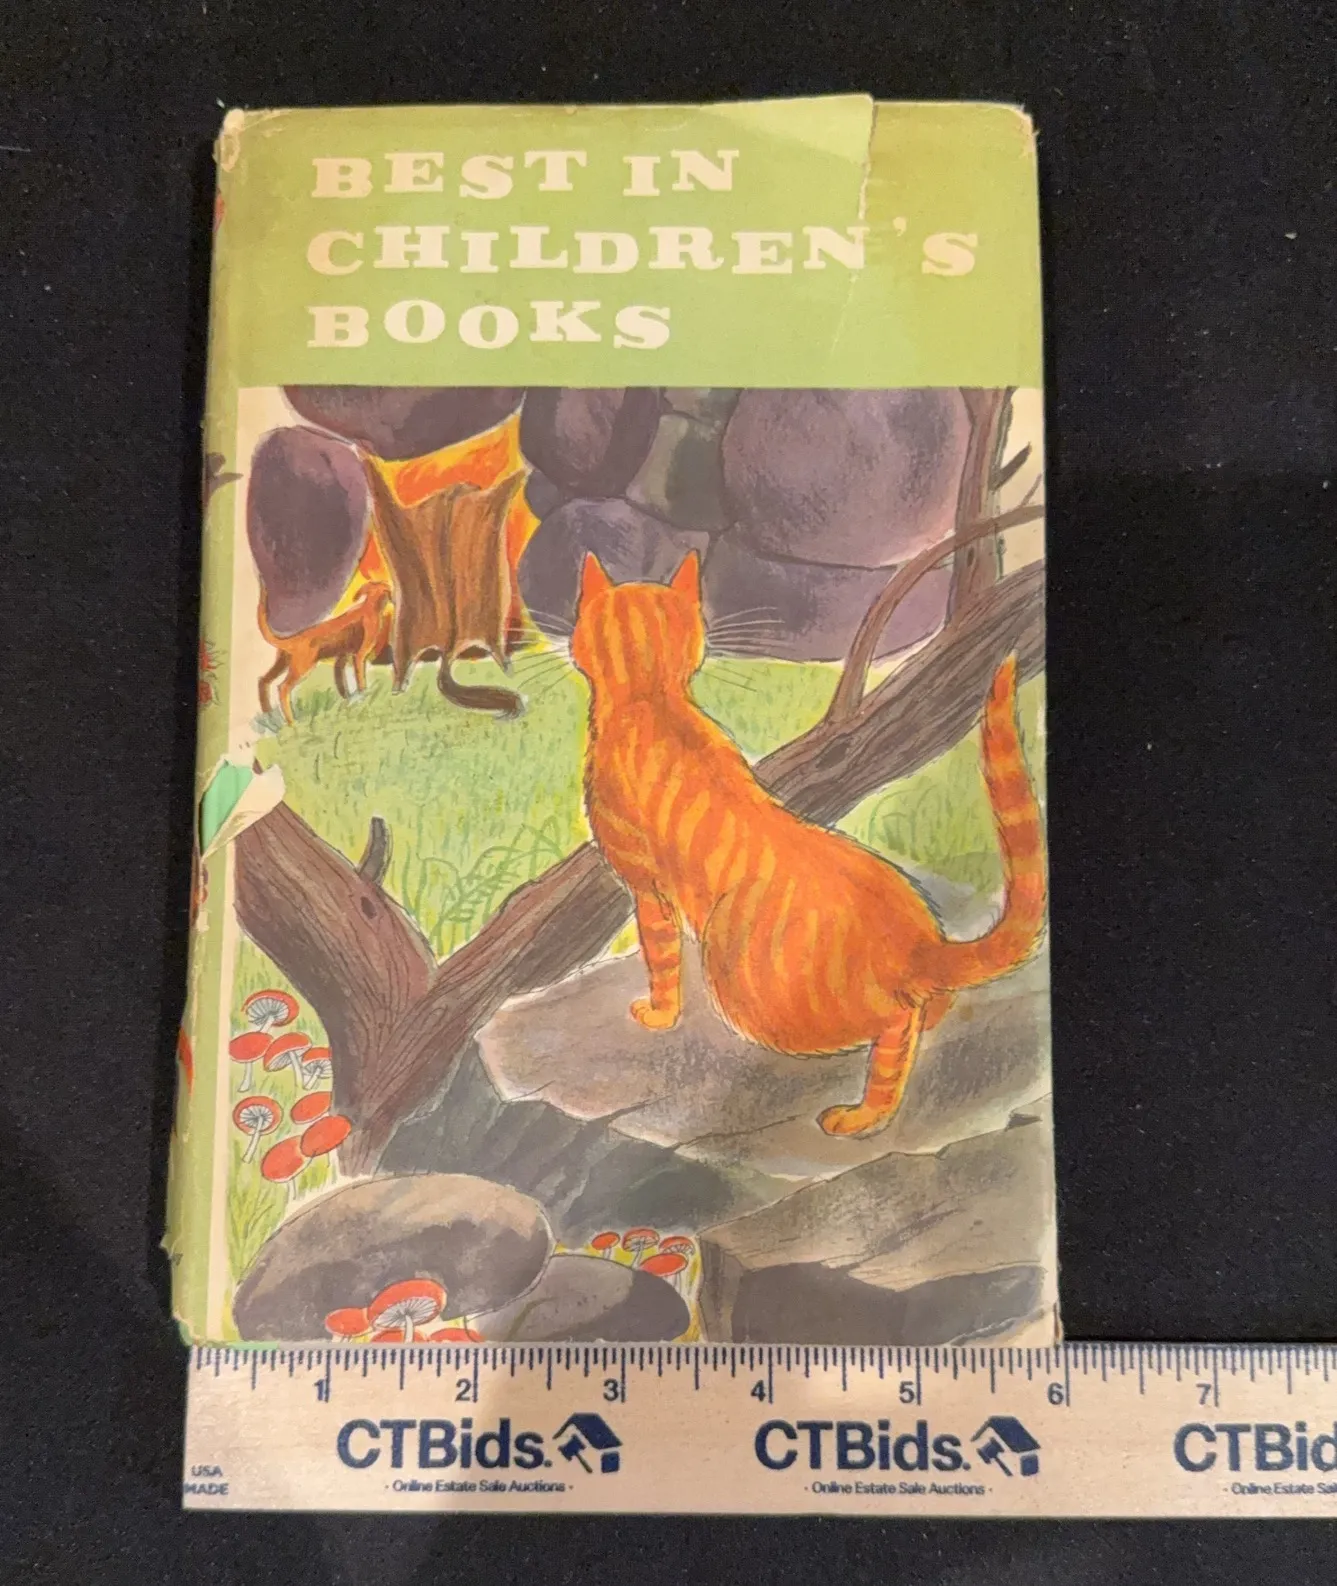 BEST IN
CHILDREN'S
BOOKS
1 2 3 4 5 6 7
CTBids. CTBids. CTBid
· Online Estate Sale Auctions · · Online Estate Sale Auctions · · Online Estate Sal
USA
MADE